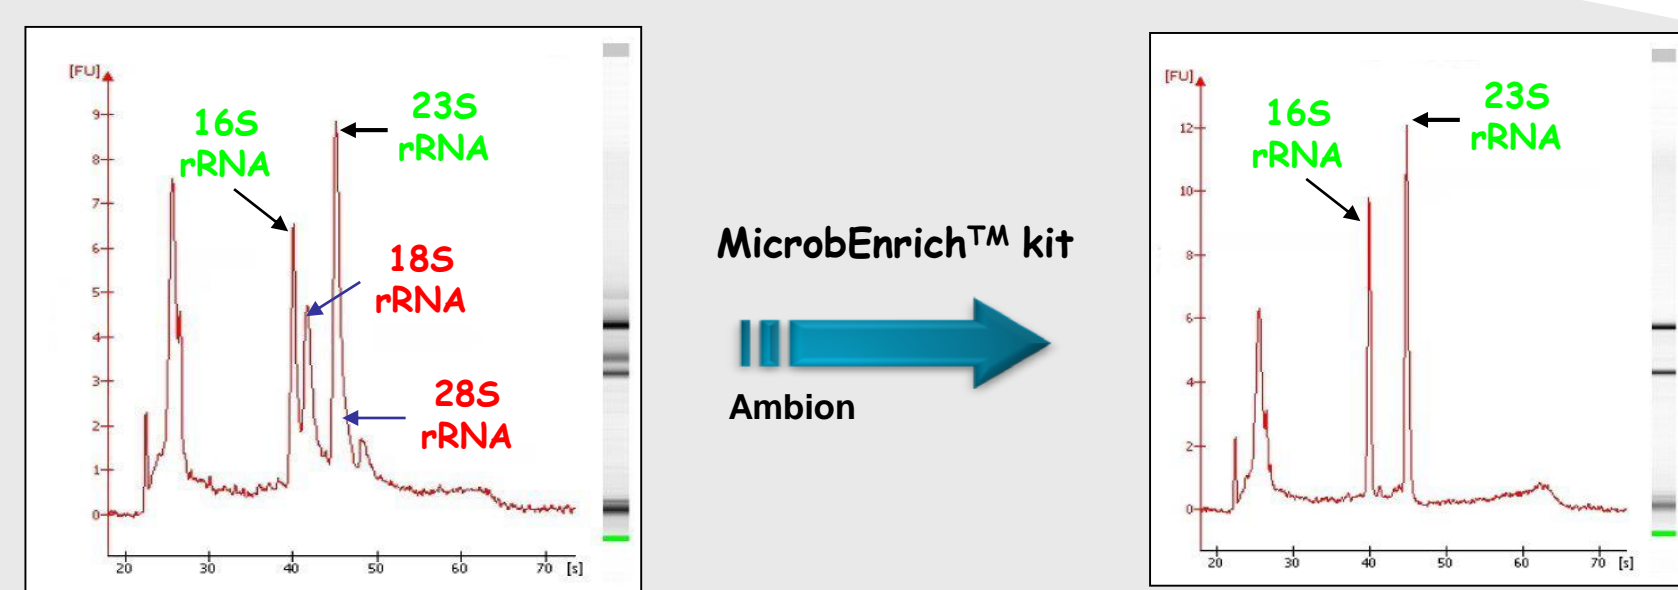 [FU]
9
8
7
6
5
4
3
2
1
0
20 30 40 50 60 70 [s]
16S
rRNA
23S
rRNA
18S
rRNA
28S
rRNA
MicrobEnrich™ kit
Ambion
[FU]
12
10
8
6
4
2
0
20 30 40 50 60 70 [s]
16S
rRNA
23S
rRNA